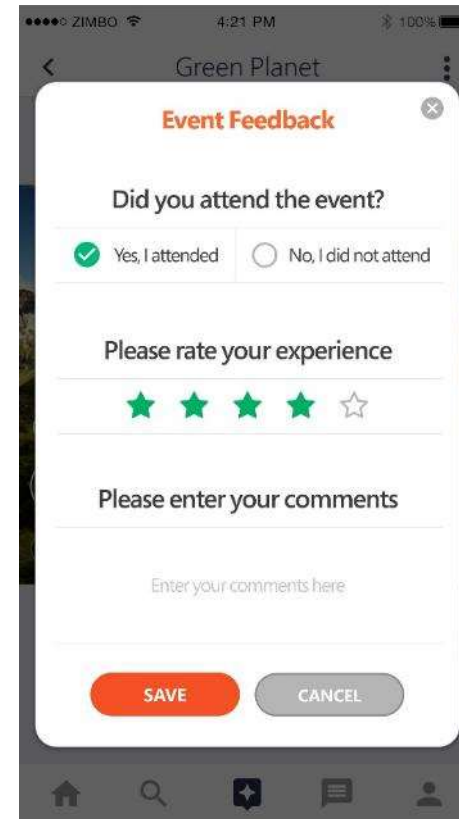 ZIMBO 4:21 PM 100%
Green Planet
Event Feedback
Did you attend the event?
Yes, I attended No, I did not attend
Please rate your experience
Please enter your comments
Enter your comments here
SAVE CANCEL